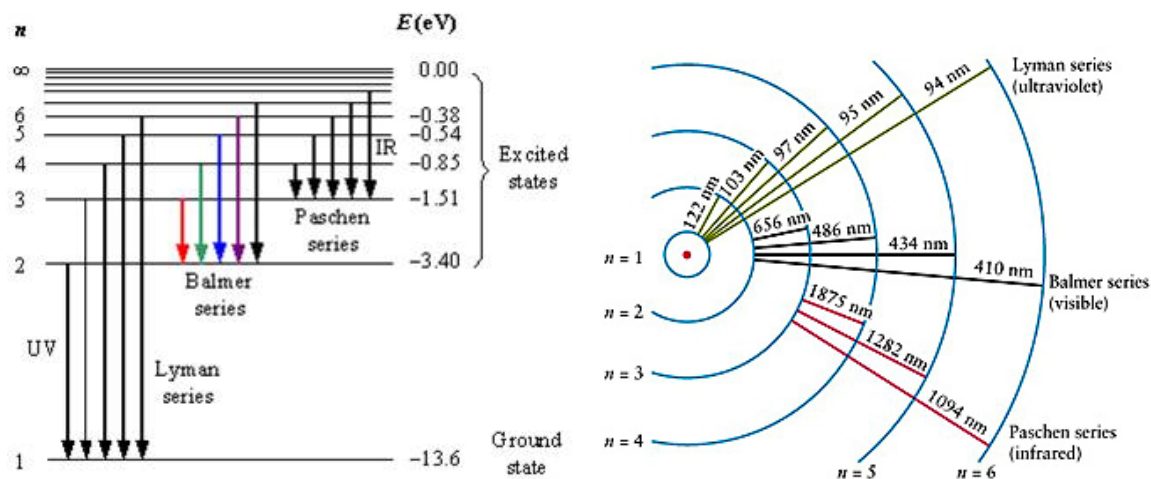 n
E(eV)
∞
0.00
6
−0.38
5
−0.54
IR
4
−0.85
Excited
states
3
−1.51
Paschen
series
2
−3.40
Balmer
series
UV
Lyman
series
1
−13.6
Ground
state
Lyman series
(ultraviolet)
94 nm
95 nm
97 nm
103 nm
122 nm
656 nm
486 nm
434 nm
410 nm
Balmer series
(visible)
1875 nm
1282 nm
1094 nm
Paschen series
(infrared)
n = 1
n = 2
n = 3
n = 4
n = 5
n = 6